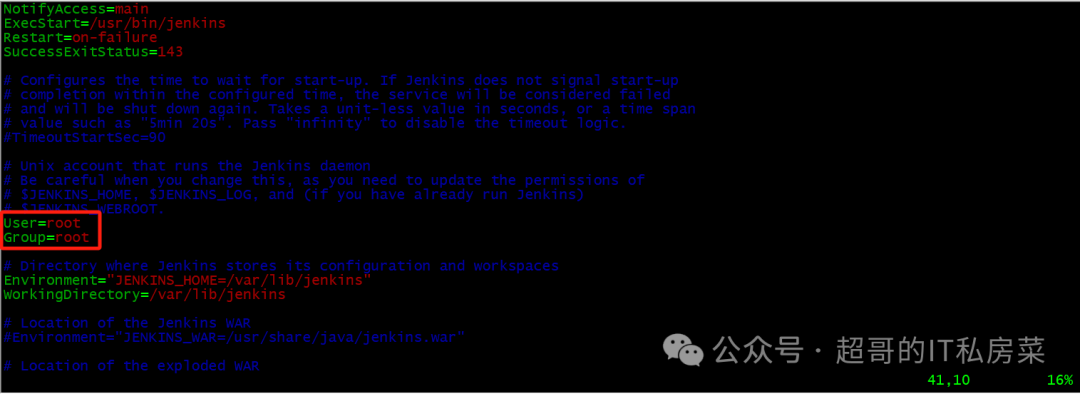 NotifyAccess=main
ExecStart=/usr/bin/jenkins
Restart=on-failure
SuccessExitStatus=143
# Configures the time to wait for start-up. If Jenkins does not signal start-up
# completion within the configured time, the service will be considered failed
# and will be shut down again. Takes a unit-less value in seconds, or a time span
# value such as "5min 20s". Pass "infinity" to disable the timeout logic.
#TimeoutStartSec=90
# Unix account that runs the Jenkins daemon
# Be careful when you change this, as you need to update the permissions of
# $JENKINS_HOME, $JENKINS_LOG, and (if you have already run Jenkins)
# $JENKINS_WEBROOT.
User=root
Group=root
# Directory where Jenkins stores its configuration and workspaces
Environment="JENKINS_HOME=/var/lib/jenkins"
WorkingDirectory=/var/lib/jenkins
# Location of the Jenkins WAR
#Environment="JENKINS_WAR=/usr/share/java/jenkins.war"
# Location of the exploded WAR
公众号 · 超哥的IT私房菜
41,10 16%